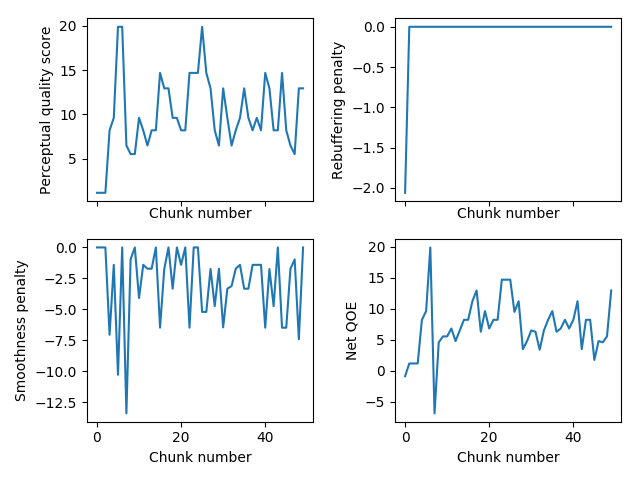 Perceptual quality score
20
15
10
5
Chunk number
Rebuffering penalty
0.0
−0.5
−1.0
−1.5
−2.0
Chunk number
Smoothness penalty
0.0
−2.5
−5.0
−7.5
−10.0
−12.5
0 20 40
Chunk number
Net QOE
20
15
10
5
0
−5
0 20 40
Chunk number